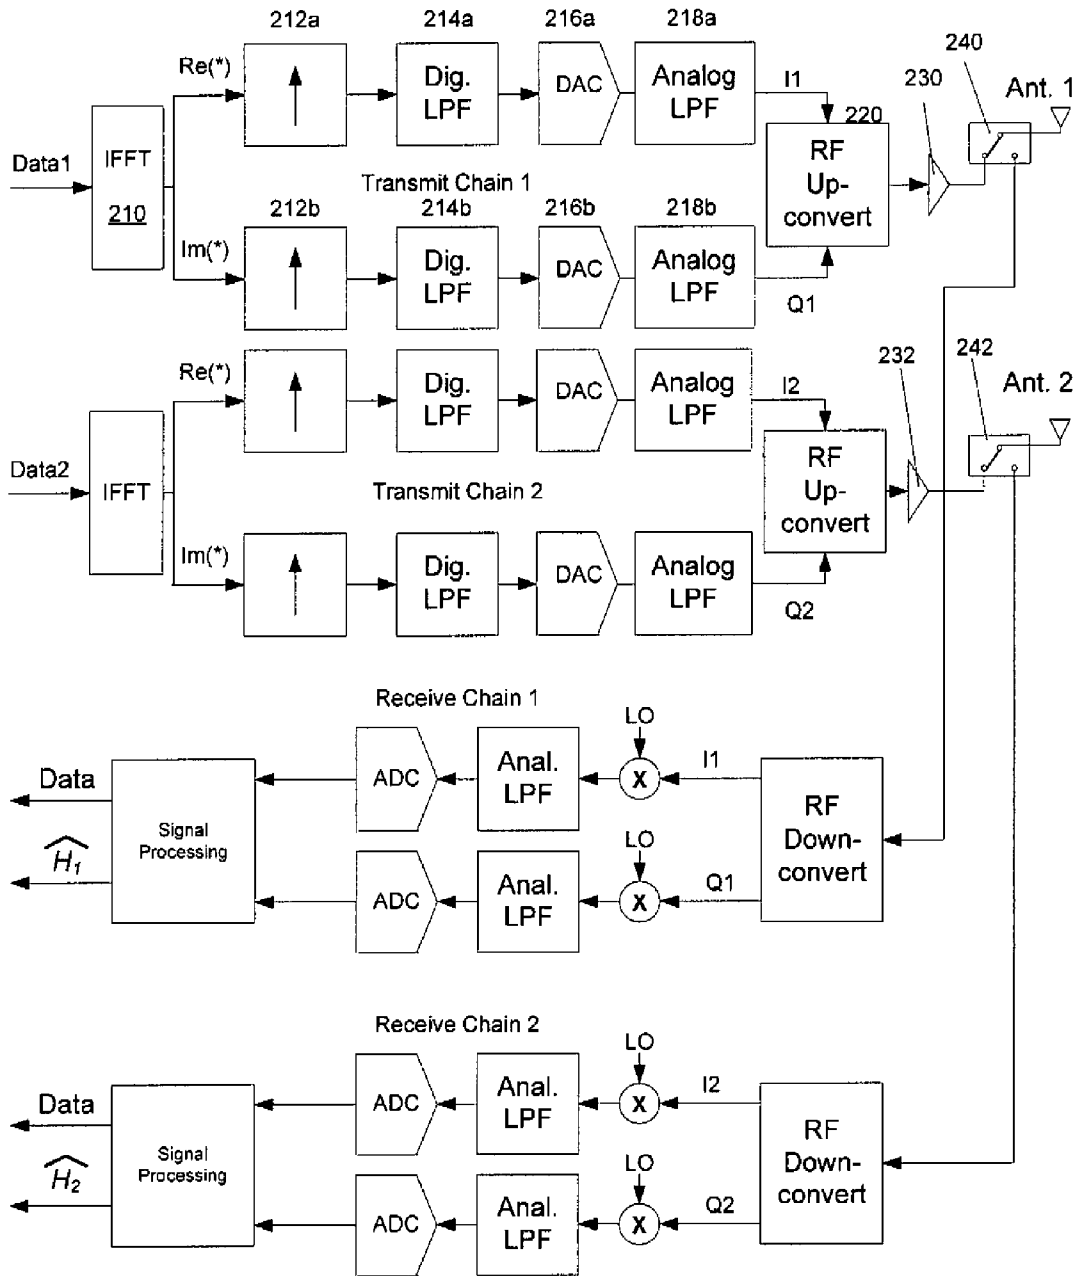 212a 214a 216a 218a
240
230
Ant. 1
Re(*)
Dig. LPF
DAC
Analog LPF
I1
220
Data1
IFFT
210
RF Up-convert
Transmit Chain 1
212b 214b 216b 218b
Im(*)
Dig. LPF
DAC
Analog LPF
Q1
232
242
Ant. 2
Re(*)
Dig. LPF
DAC
Analog LPF
I2
Data2
IFFT
RF Up-convert
Transmit Chain 2
Im(*)
Dig. LPF
DAC
Analog LPF
Q2
Receive Chain 1
LO
Data
Signal Processing
ADC
Anal. LPF
X
I1
RF Down-convert
Ĥ1
LO
ADC
Anal. LPF
X
Q1
Receive Chain 2
LO
Data
Signal Processing
ADC
Anal. LPF
X
I2
RF Down-convert
Ĥ2
LO
ADC
Anal. LPF
X
Q2